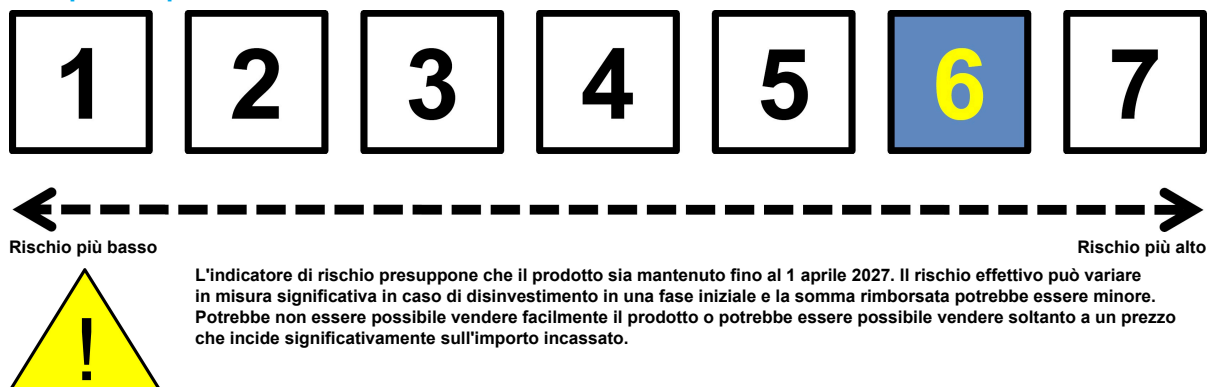 1 2 3 4 5 6 7
Rischio più basso Rischio più alto
L'indicatore di rischio presuppone che il prodotto sia mantenuto fino al 1 aprile 2027. Il rischio effettivo può variare
in misura significativa in caso di disinvestimento in una fase iniziale e la somma rimborsata potrebbe essere minore.
Potrebbe non essere possibile vendere facilmente il prodotto o potrebbe essere possibile vendere soltanto a un prezzo
che incide significativamente sull'importo incassato.
!